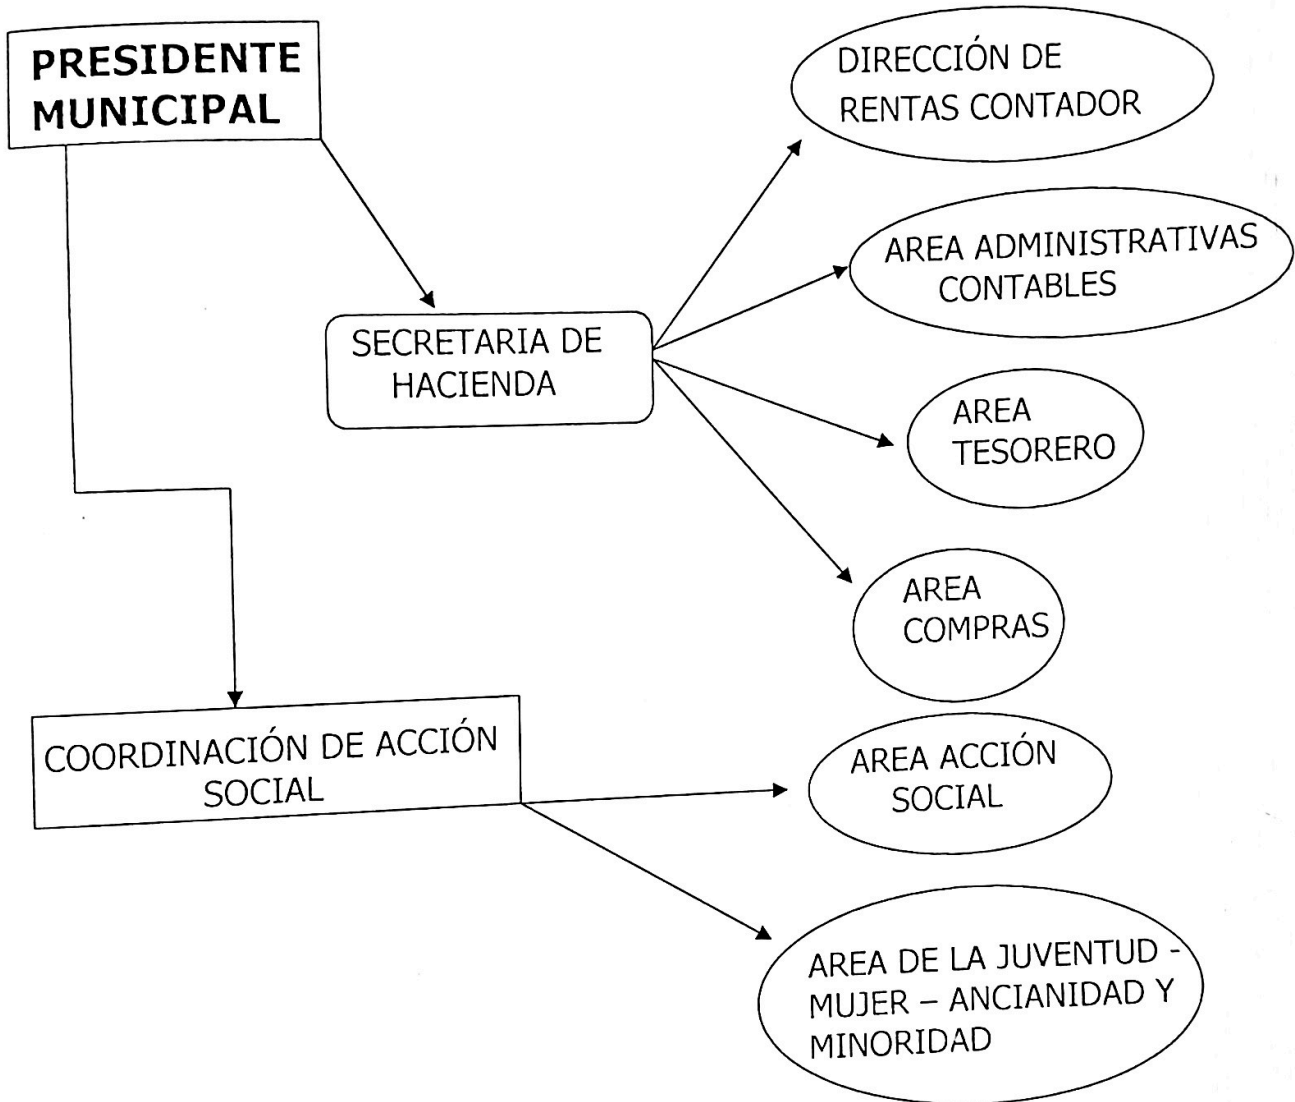 PRESIDENTE
MUNICIPAL
DIRECCIÓN DE
RENTAS CONTADOR
AREA ADMINISTRATIVAS
CONTABLES
SECRETARIA DE
HACIENDA
AREA
TESORERO
AREA
COMPRAS
COORDINACIÓN DE ACCIÓN
SOCIAL
AREA ACCIÓN
SOCIAL
AREA DE LA JUVENTUD -
MUJER – ANCIANIDAD Y
MINORIDAD